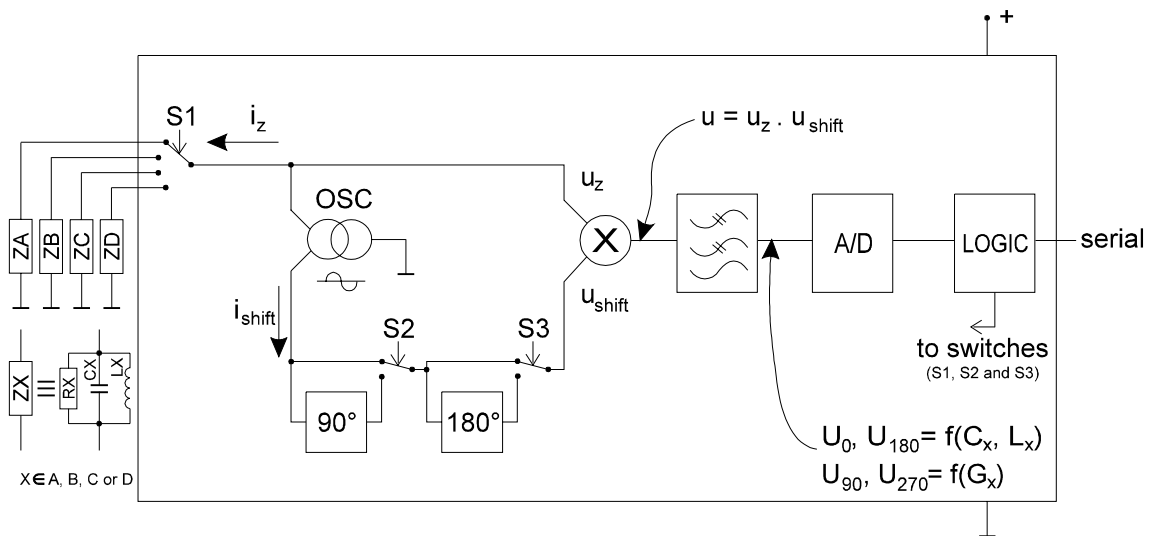 +
S1
i_z
u = u_z . u_shift
OSC
u_z
ZA
ZB
ZC
ZD
X
A/D
LOGIC
serial
u_shift
i_shift
S2
S3
to switches
(S1, S2 and S3)
ZX
RX
CX
LX
90°
180°
U_0, U_180= f(C_x, L_x)
U_90, U_270= f(G_x)
X∈A, B, C or D